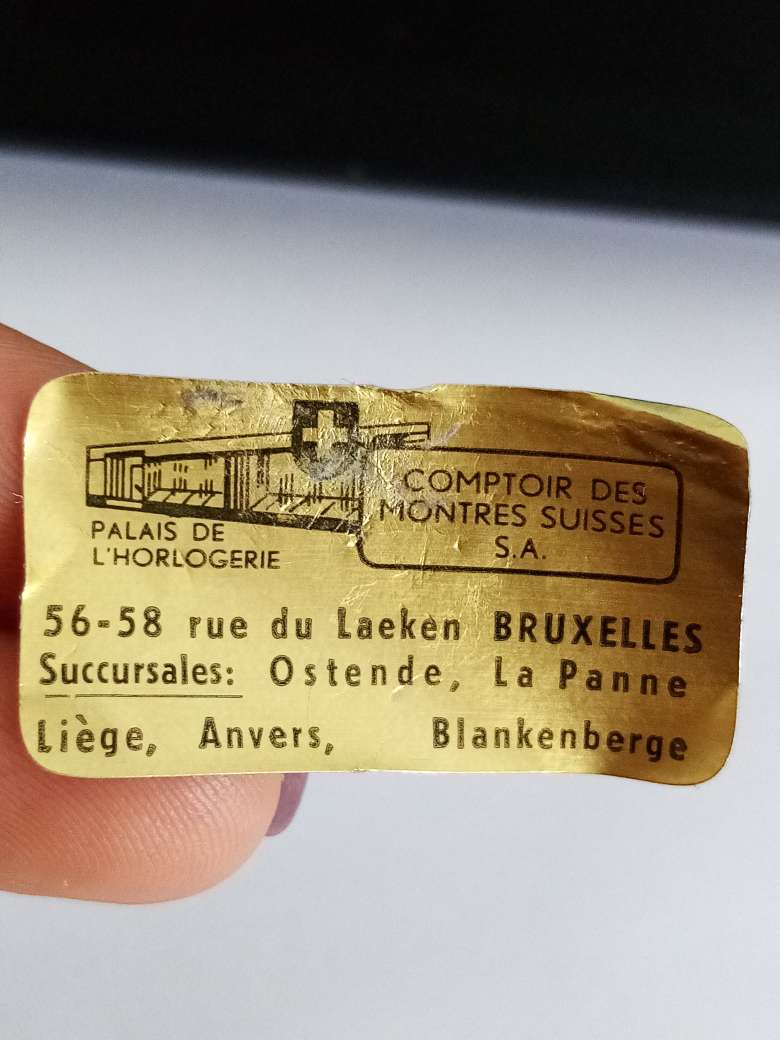 PALAIS DE
L'HORLOGERIE
COMPTOIR DES
MONTRES SUISSES
S.A.
56-58 rue du Laeken BRUXELLES
Succursales: Ostende, La Panne
Liège, Anvers, Blankenberge